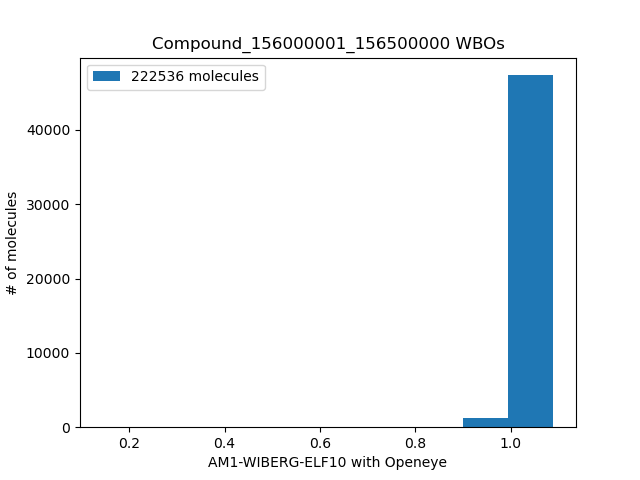 Compound_156000001_156500000 WBOs
222536 molecules
40000
30000
20000
10000
0
# of molecules
0.2 0.4 0.6 0.8 1.0
AM1-WIBERG-ELF10 with Openeye